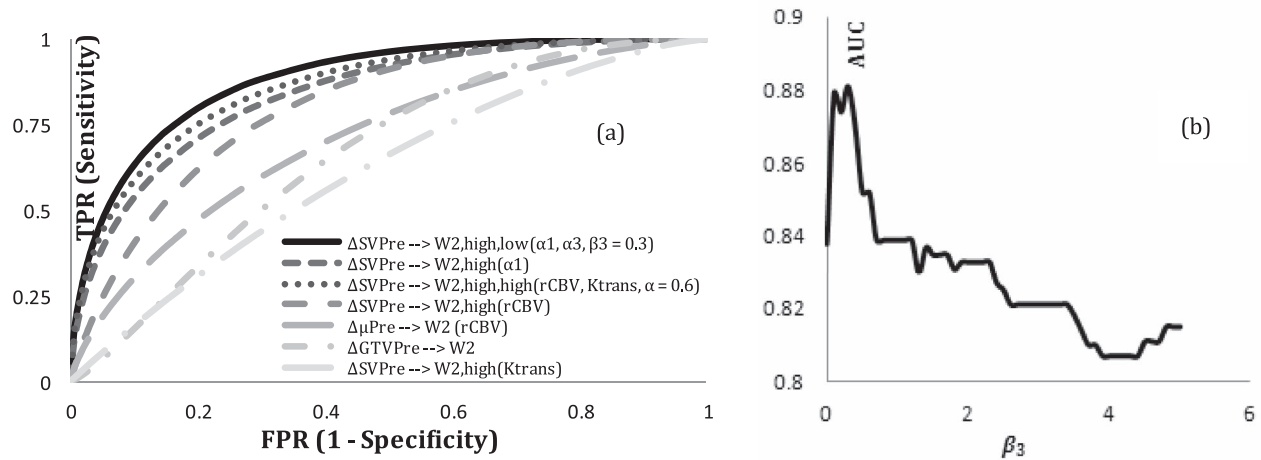 1
0.75
0.5
0.25
0
TPR (Sensitivity)
(a)
ΔSVPre --> W2,high,low(α1, α3, β3 = 0.3)
ΔSVPre --> W2,high(α1)
ΔSVPre --> W2,high,high(rCBV, Ktrans, α = 0.6)
ΔSVPre --> W2,high(rCBV)
ΔμPre --> W2 (rCBV)
ΔGTVPre --> W2
ΔSVPre --> W2,high(Ktrans)
0 0.2 0.4 0.6 0.8 1
FPR (1 - Specificity)
0.9
0.88
0.86
0.84
0.82
0.8
AUC
(b)
0 2 4 6
β3